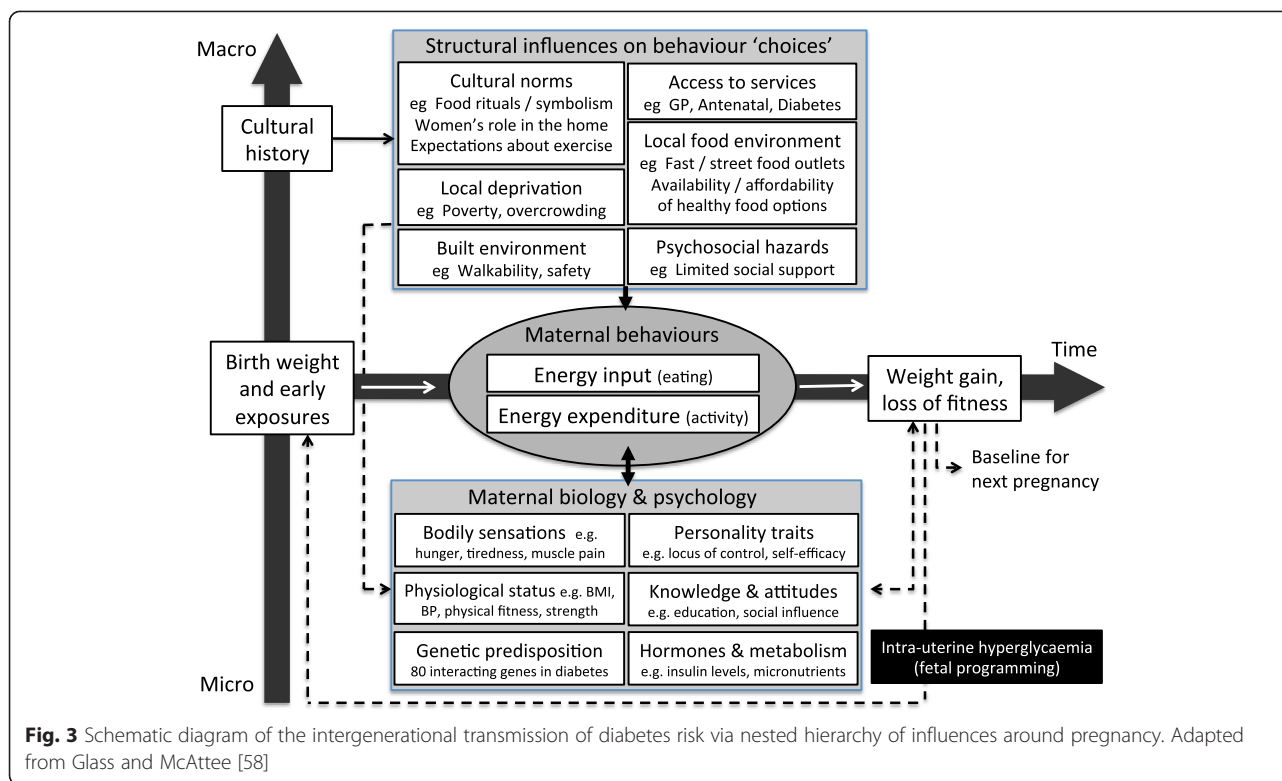 Macro
Structural influences on behaviour ‘choices’
Cultural norms
eg Food rituals / symbolism
Women’s role in the home
Expectations about exercise
Access to services
eg GP, Antenatal, Diabetes
Cultural
history
Local food environment
eg Fast / street food outlets
Availability / affordability
of healthy food options
Local deprivation
eg Poverty, overcrowding
Built environment
eg Walkability, safety
Psychosocial hazards
eg Limited social support
Birth weight
and early
exposures
Maternal behaviours
Energy input (eating)
Energy expenditure (activity)
Time
Weight gain,
loss of fitness
Baseline for
next pregnancy
Maternal biology & psychology
Bodily sensations e.g.
hunger, tiredness, muscle pain
Personality traits
e.g. locus of control, self-efficacy
Physiological status e.g. BMI,
BP, physical fitness, strength
Knowledge & attitudes
e.g. education, social influence
Genetic predisposition
80 interacting genes in diabetes
Hormones & metabolism
e.g. insulin levels, micronutrients
Intra-uterine hyperglycaemia
(fetal programming)
Micro
Fig. 3 Schematic diagram of the intergenerational transmission of diabetes risk via nested hierarchy of influences around pregnancy. Adapted
from Glass and McAttee [58]